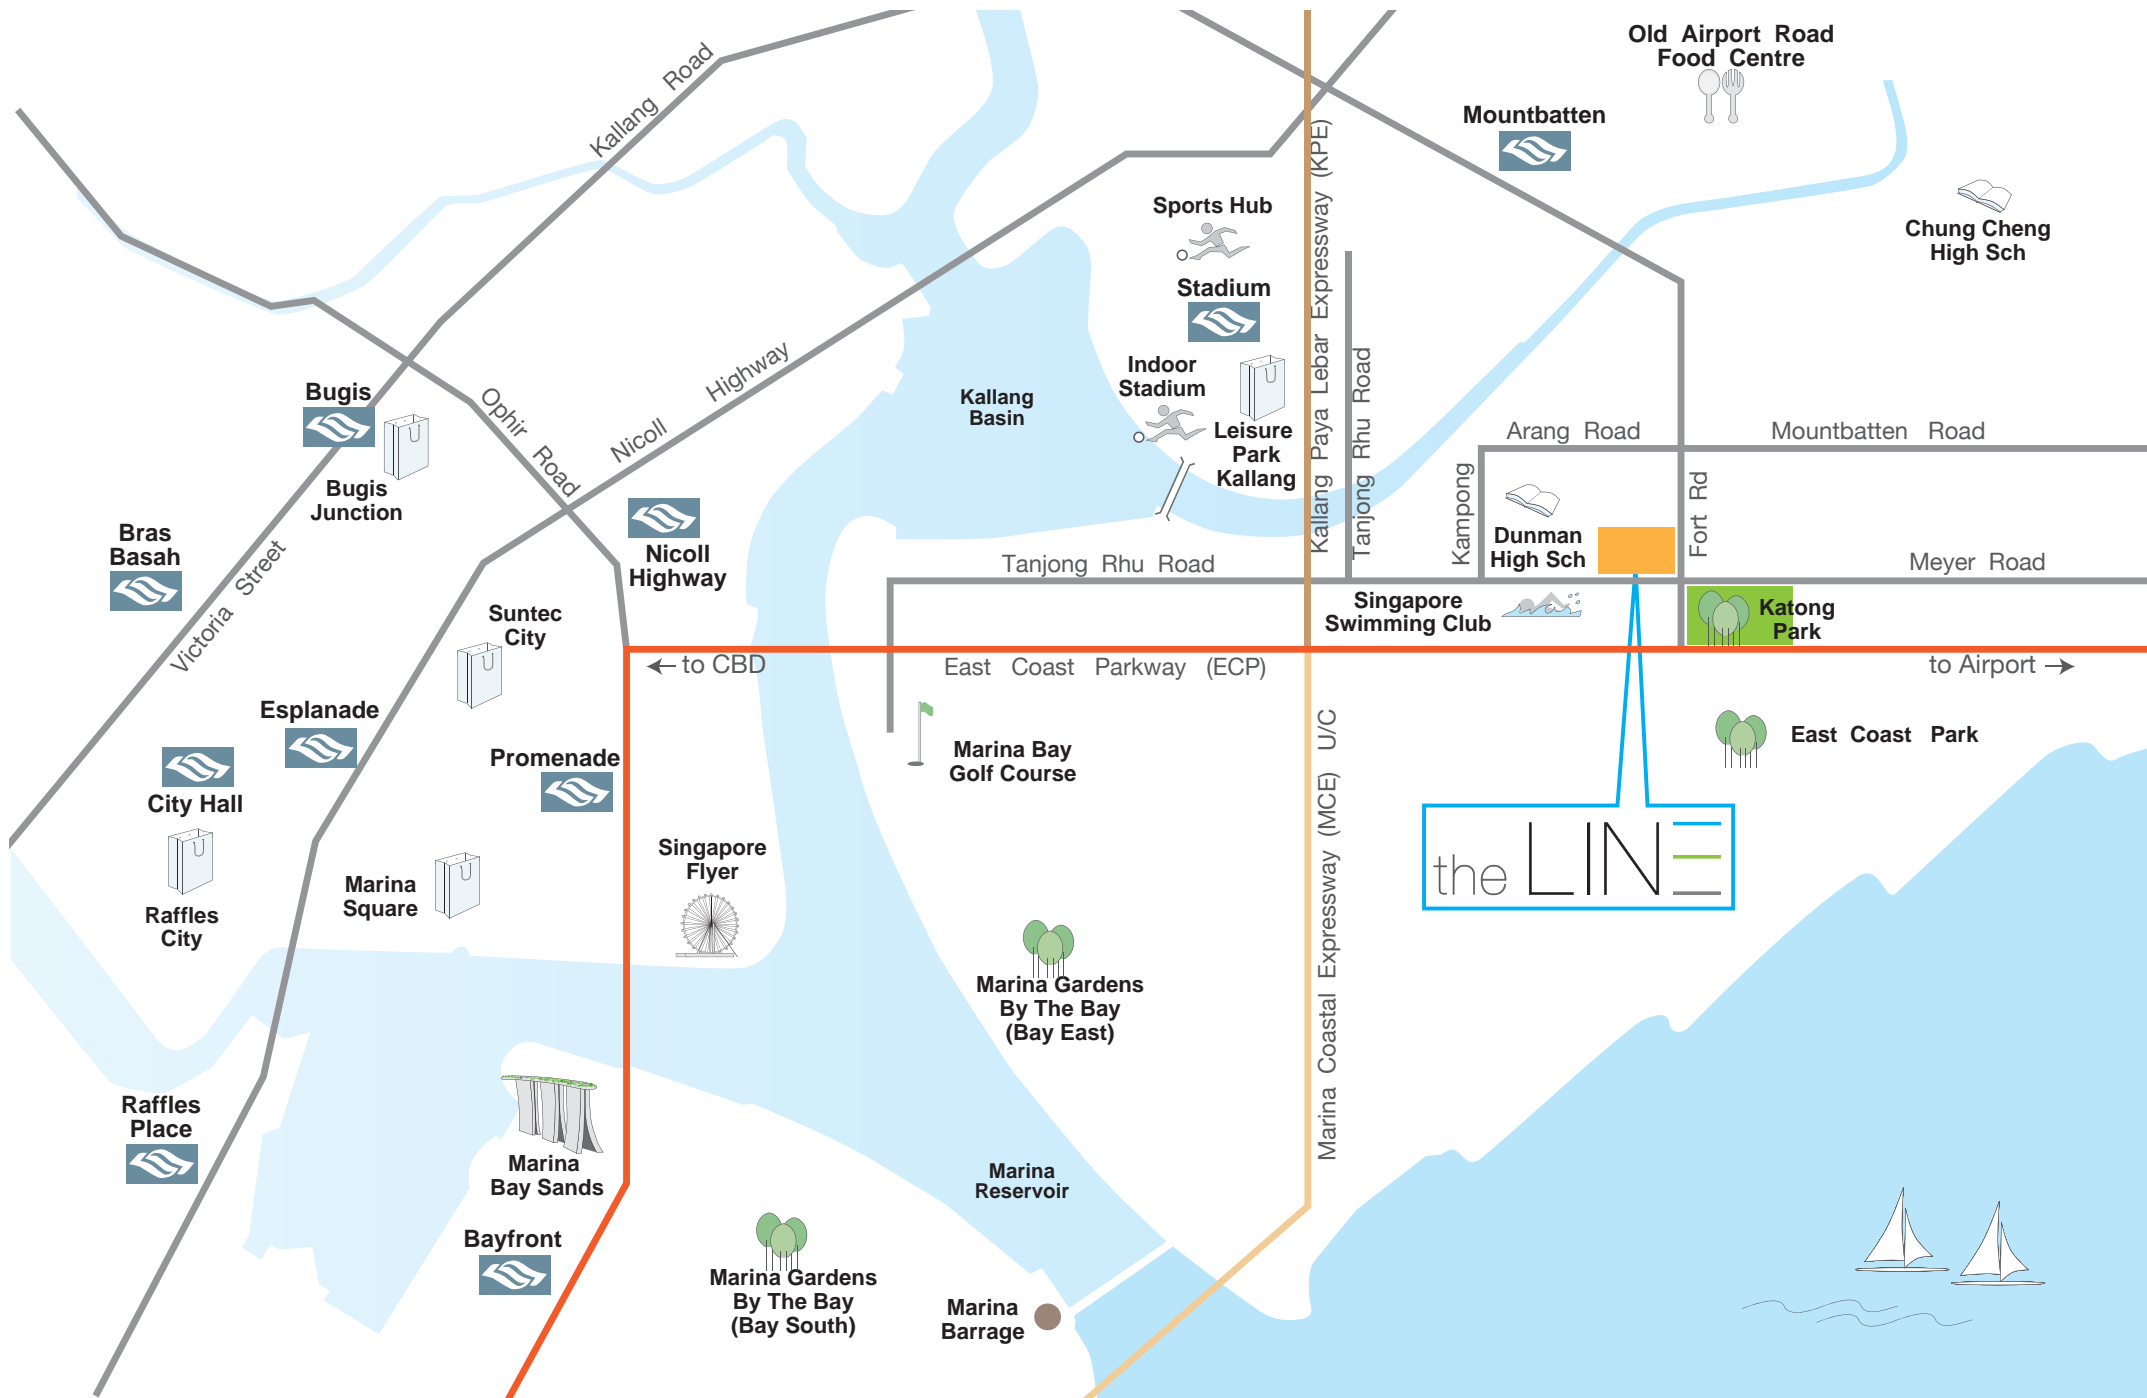 Old Airport Road
Food Centre
Kallang Road
Mountbatten
Kallang Paya Lebar Expressway (KPE)
Sports Hub
Chung Cheng
High Sch
Stadium
Nicoll Highway
Indoor
Stadium
Tanjong Rhu Road
Bugis
Ophir Road
Kallang
Basin
Leisure
Park
Kallang
Arang Road
Mountbatten Road
Kampong
Fort Rd
Bugis
Junction
Nicoll
Highway
Bras
Basah
Dunman
High Sch
Tanjong Rhu Road
Meyer Road
Victoria Street
Suntec
City
Singapore
Swimming Club
Katong
Park
to CBD
East Coast Parkway (ECP)
to Airport
Esplanade
Promenade
Marina Bay
Golf Course
Marina Coastal Expressway (MCE) U/C
East Coast Park
City Hall
Singapore
Flyer
the LINE
Marina
Square
Raffles
City
Marina Gardens
By The Bay
(Bay East)
Raffles
Place
Marina
Bay Sands
Marina
Reservoir
Bayfront
Marina Gardens
By The Bay
(Bay South)
Marina
Barrage